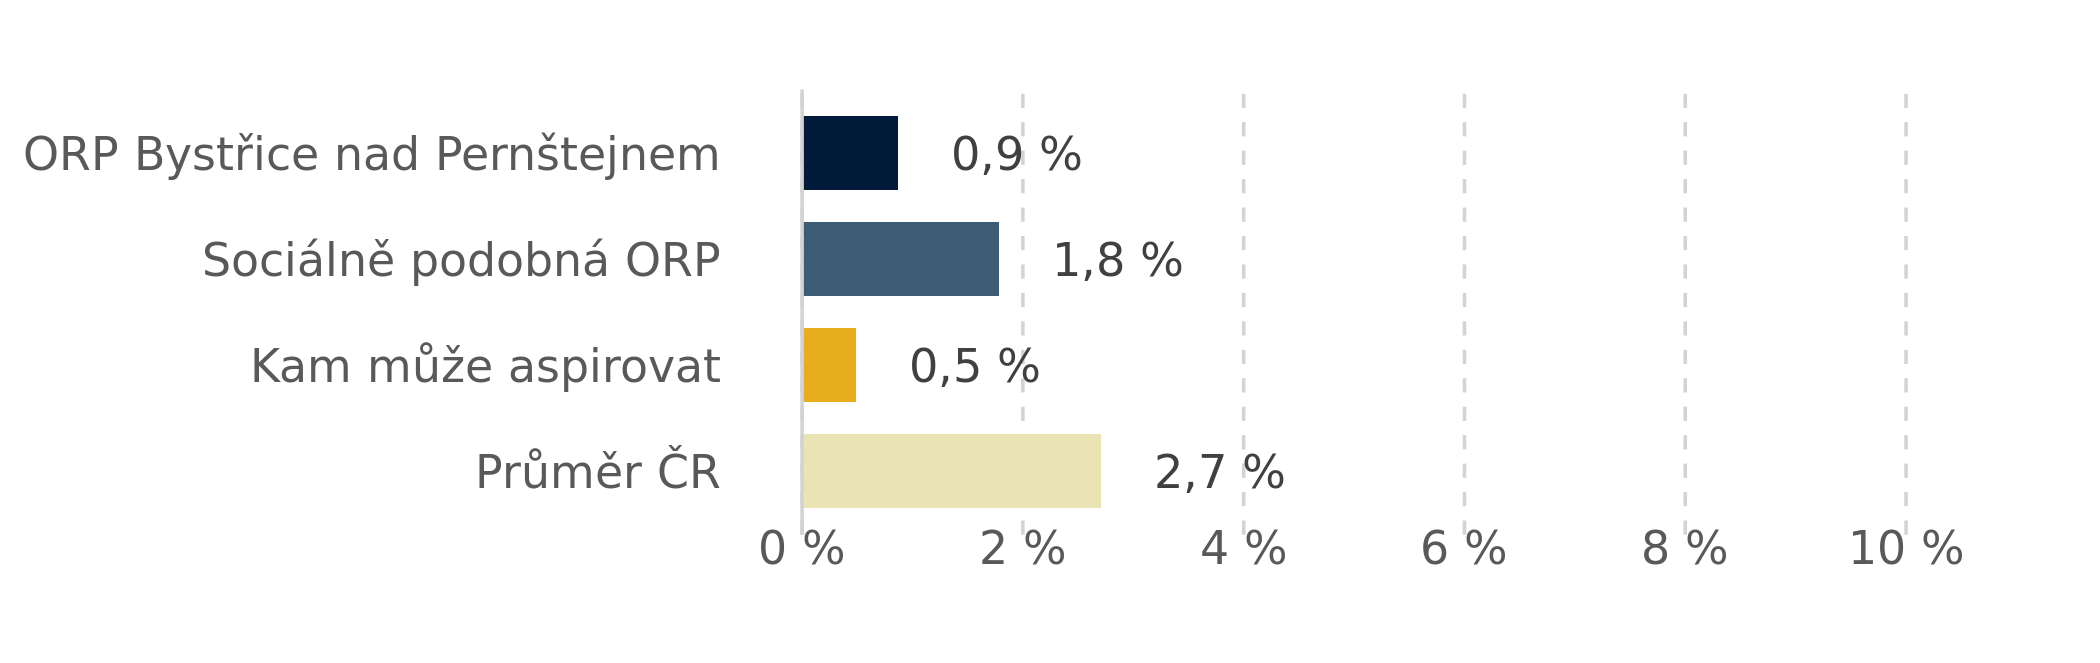 ORP Bystřice nad Pernštejnem 0,9 %
Sociálně podobná ORP 1,8 %
Kam může aspirovat 0,5 %
Průměr ČR 2,7 %
0 % 2 % 4 % 6 % 8 % 10 %